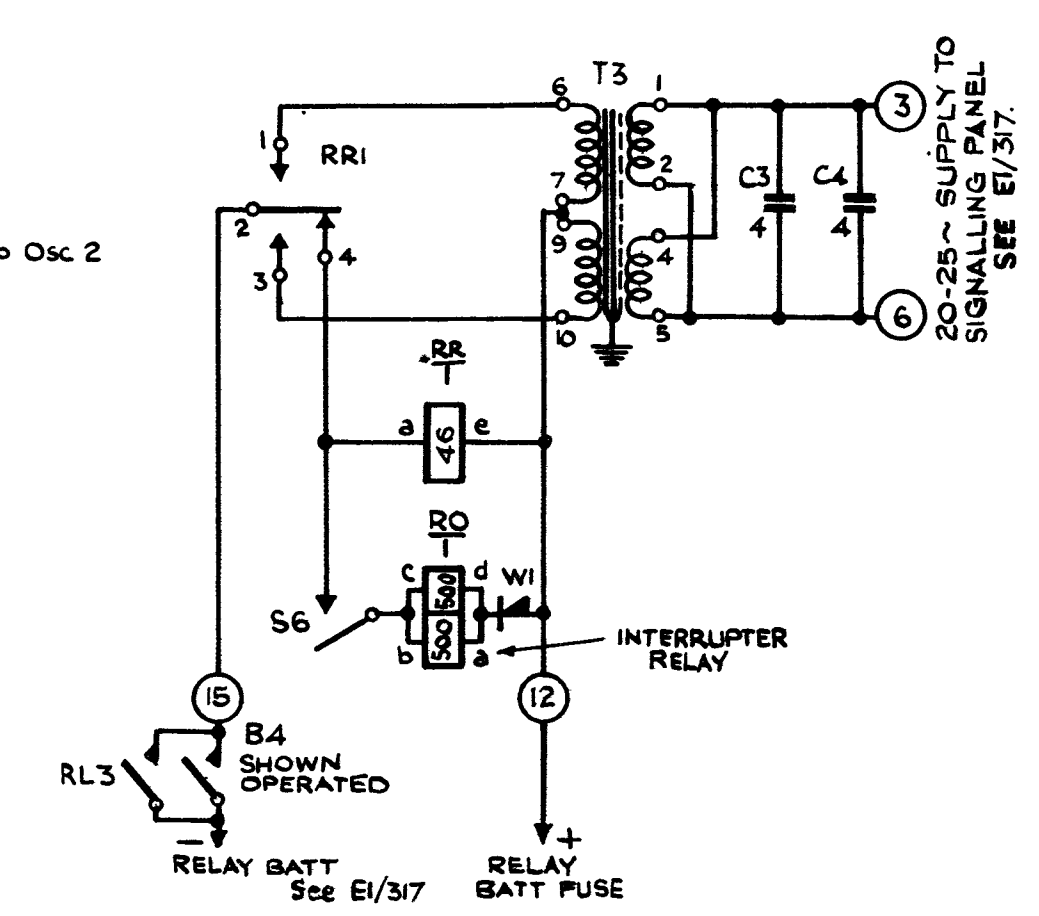 T3
6
1
3
1
RR1
7
2
C3
C4
4
4
20-25~ SUPPLY TO
SIGNALLING PANEL
SEE E1/317.
2
9
4
Osc 2
3
4
10
5
6
*RR
a
46
e
RO
c
500
d
W1
S6
b
500
a
INTERRUPTER
RELAY
15
12
B4
SHOWN
OPERATED
RL3
−
+
RELAY BATT
See E1/317
RELAY
BATT FUSE